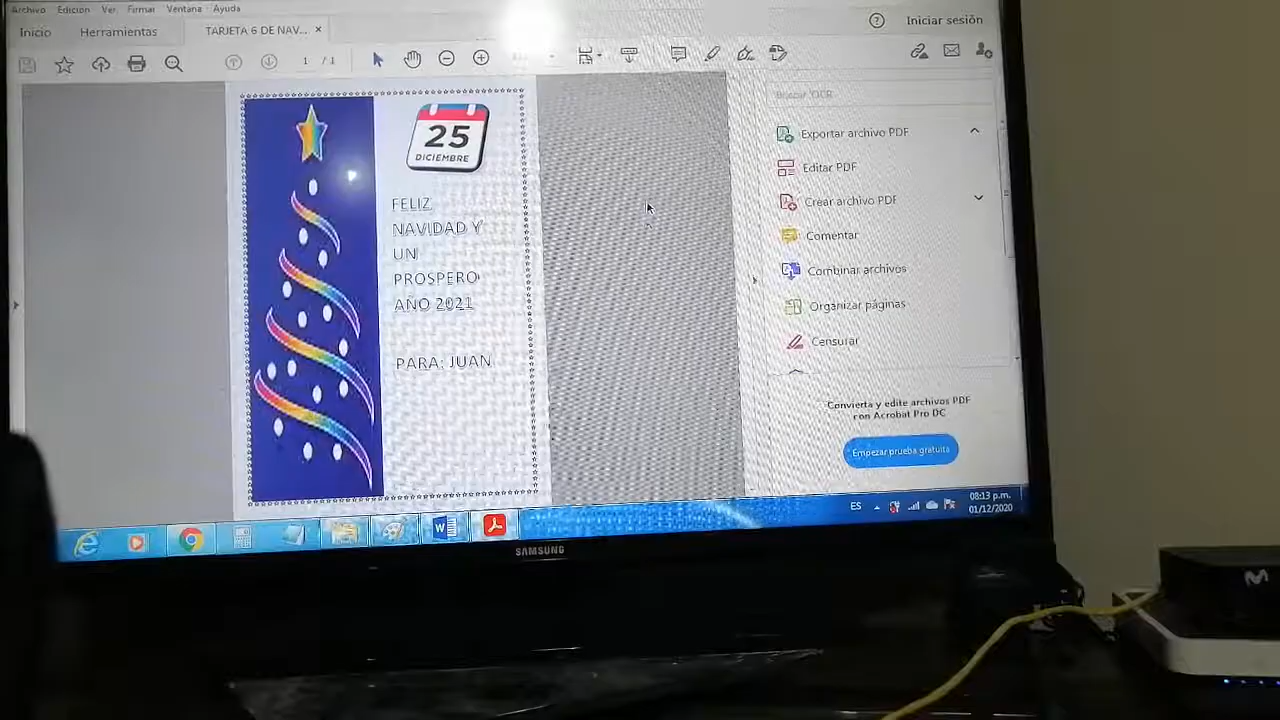 Archivo Edicion Ver Firmar Ventana Ayuda
Inicio Herramientas TARJETA 6 DE NAV... ×
? Iniciar sesión
1 / 1
Buscar 'OCR'
25
DICIEMBRE
FELIZ
NAVIDAD Y
UN
PROSPERO
AÑO 2021
PARA: JUAN
Exportar archivo PDF
Editar PDF
Crear archivo PDF
Comentar
Combinar archivos
Organizar páginas
Censurar
Convierta y edite archivos PDF
con Acrobat Pro DC
Empezar prueba gratuita
ES
08:13 p.m.
01/12/2020
SAMSUNG